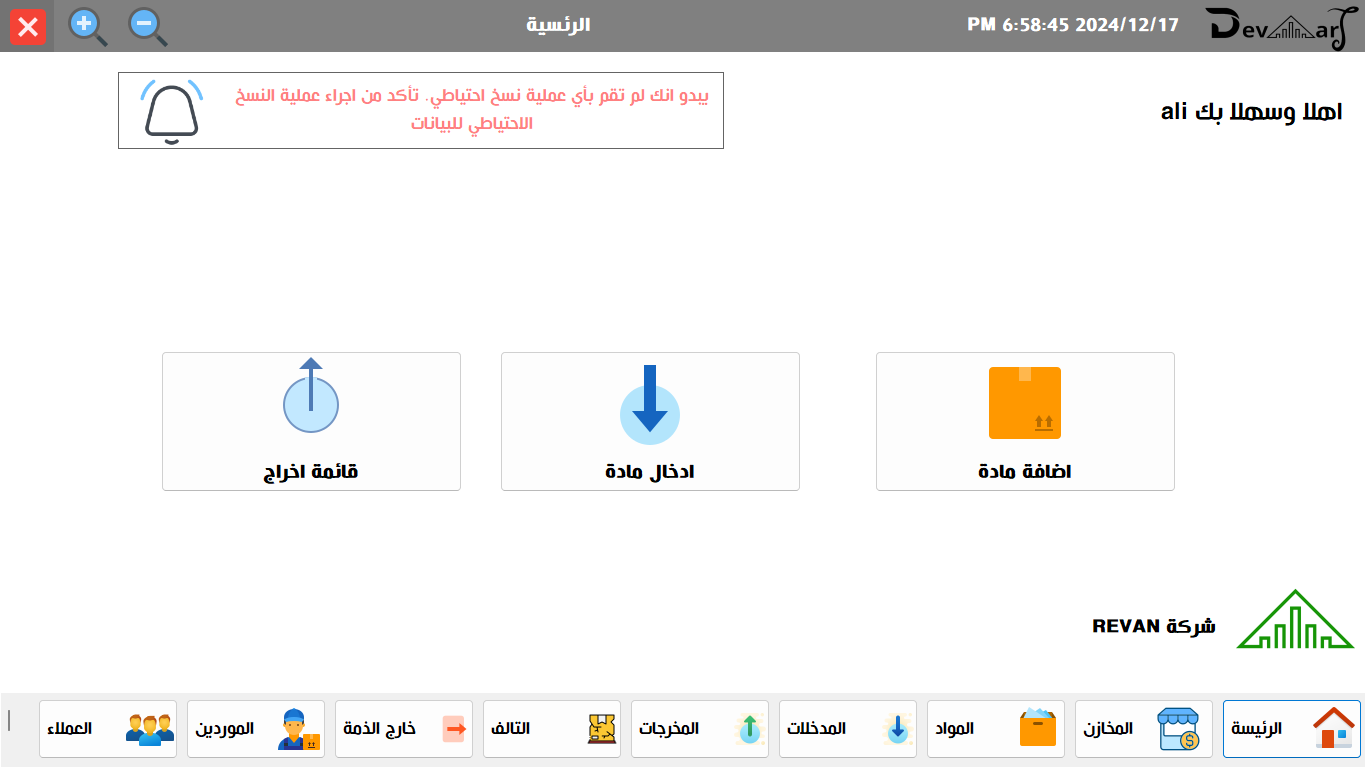 Devmart
2024/12/17 6:58:45 PM
الرئسية
اهلا وسهلا بك ali
يبدو انك لم تقم بأي عملية نسخ احتياطي. تأكد من اجراء عملية النسخ
الاحتياطي للبيانات
اضافة مادة
ادخال مادة
قائمة اخراج
شركة REVAN
الرئيسة
المخازن
المواد
المدخلات
المخرجات
التالف
خارج الذمة
الموردين
العملاء